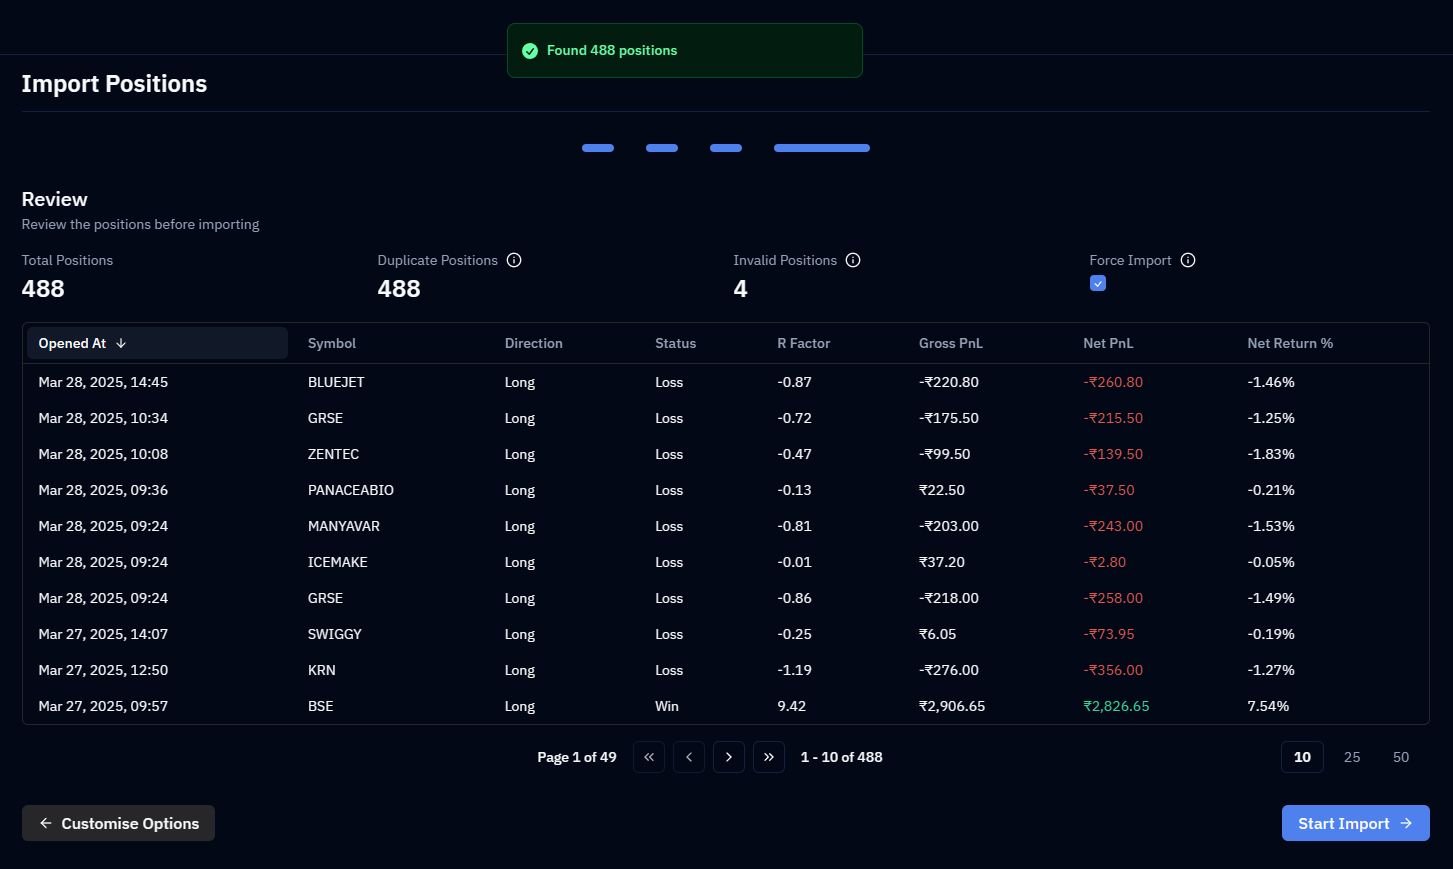 Found 488 positions
Import Positions
Review
Review the positions before importing
Total Positions Duplicate Positions Invalid Positions Force Import
488 488 4
Opened At Symbol Direction Status R Factor Gross PnL Net PnL Net Return %
Mar 28, 2025, 14:45 BLUEJET Long Loss -0.87 -₹220.80 -₹260.80 -1.46%
Mar 28, 2025, 10:34 GRSE Long Loss -0.72 -₹175.50 -₹215.50 -1.25%
Mar 28, 2025, 10:08 ZENTEC Long Loss -0.47 -₹99.50 -₹139.50 -1.83%
Mar 28, 2025, 09:36 PANACEABIO Long Loss -0.13 ₹22.50 -₹37.50 -0.21%
Mar 28, 2025, 09:24 MANYAVAR Long Loss -0.81 -₹203.00 -₹243.00 -1.53%
Mar 28, 2025, 09:24 ICEMAKE Long Loss -0.01 ₹37.20 -₹2.80 -0.05%
Mar 28, 2025, 09:24 GRSE Long Loss -0.86 -₹218.00 -₹258.00 -1.49%
Mar 27, 2025, 14:07 SWIGGY Long Loss -0.25 ₹6.05 -₹73.95 -0.19%
Mar 27, 2025, 12:50 KRN Long Loss -1.19 -₹276.00 -₹356.00 -1.27%
Mar 27, 2025, 09:57 BSE Long Win 9.42 ₹2,906.65 ₹2,826.65 7.54%
Page 1 of 49 1 - 10 of 488 10 25 50
Customise Options Start Import